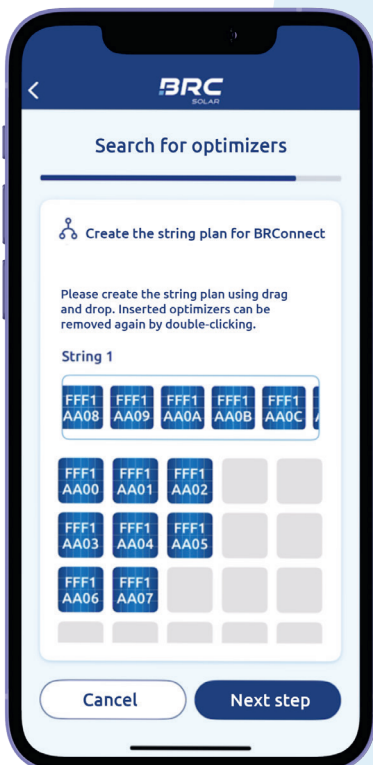 BRC
SOLAR
Search for optimizers
Create the string plan for BRConnect
Please create the string plan using drag
and drop. Inserted optimizers can be
removed again by double-clicking.
String 1
FFF1 FFF1 FFF1 FFF1 FFF1
AA08 AA09 AA0A AA0B AA0C
FFF1 FFF1 FFF1
AA00 AA01 AA02
FFF1 FFF1 FFF1
AA03 AA04 AA05
FFF1 FFF1
AA06 AA07
Cancel Next step